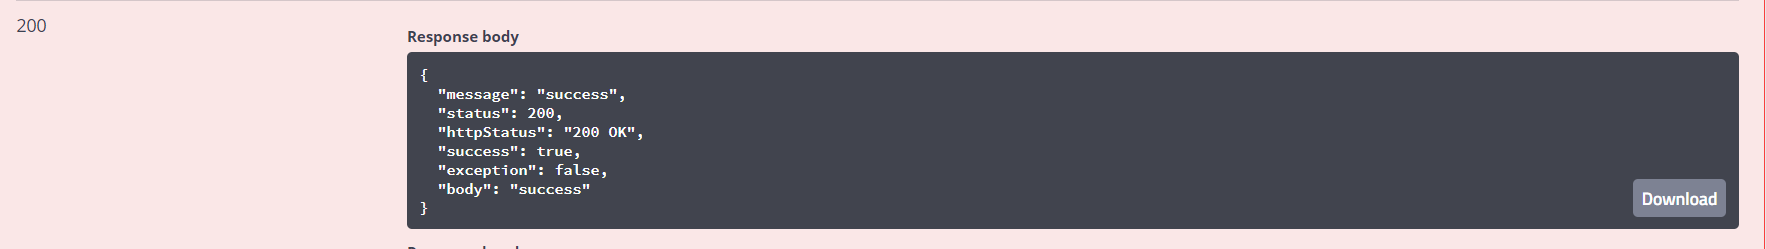 200
Response body
{
  "message": "success",
  "status": 200,
  "httpStatus": "200 OK",
  "success": true,
  "exception": false,
  "body": "success"
}
Download